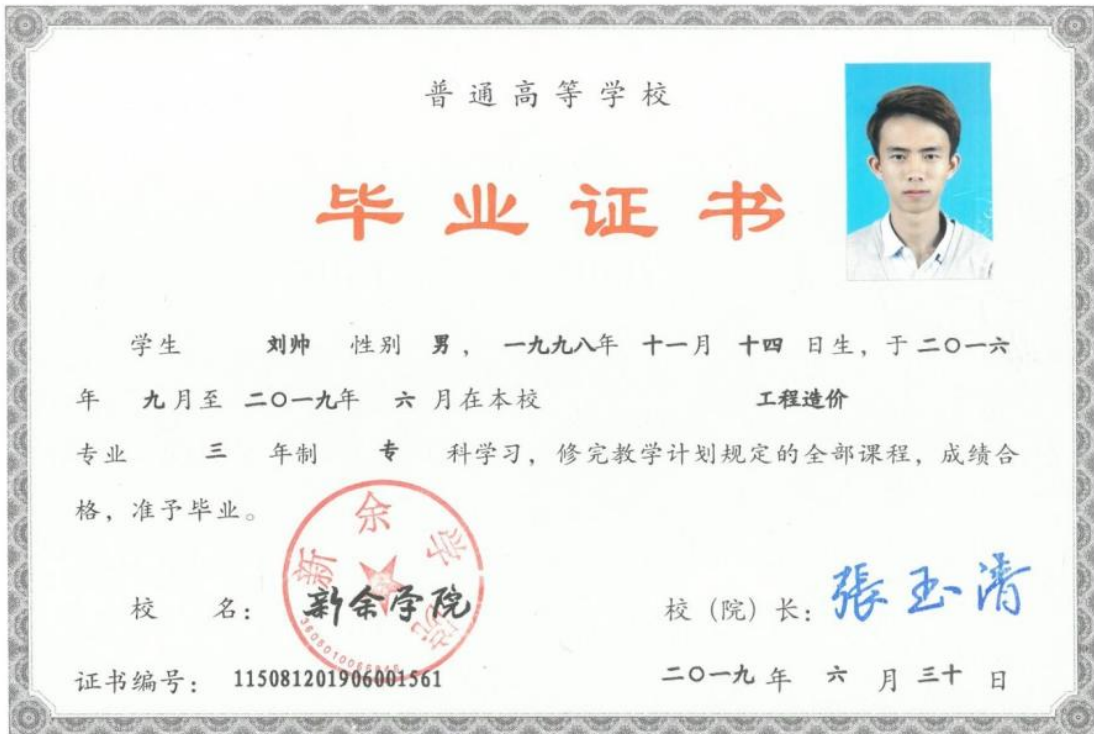 普通高等学校
毕业证书
学生 刘帅 性别 男，一九九八年 十一月 十四 日生，于二〇一六
年 九月至 二〇一九年 六 月在本校 工程造价
专业 三 年制 专 科学习，修完教学计划规定的全部课程，成绩合
格，准予毕业。
新余学院
校 名： 新余学院 校（院）长：張玉清
证书编号： 115081201906001561 二〇一九 年 六 月 三十 日